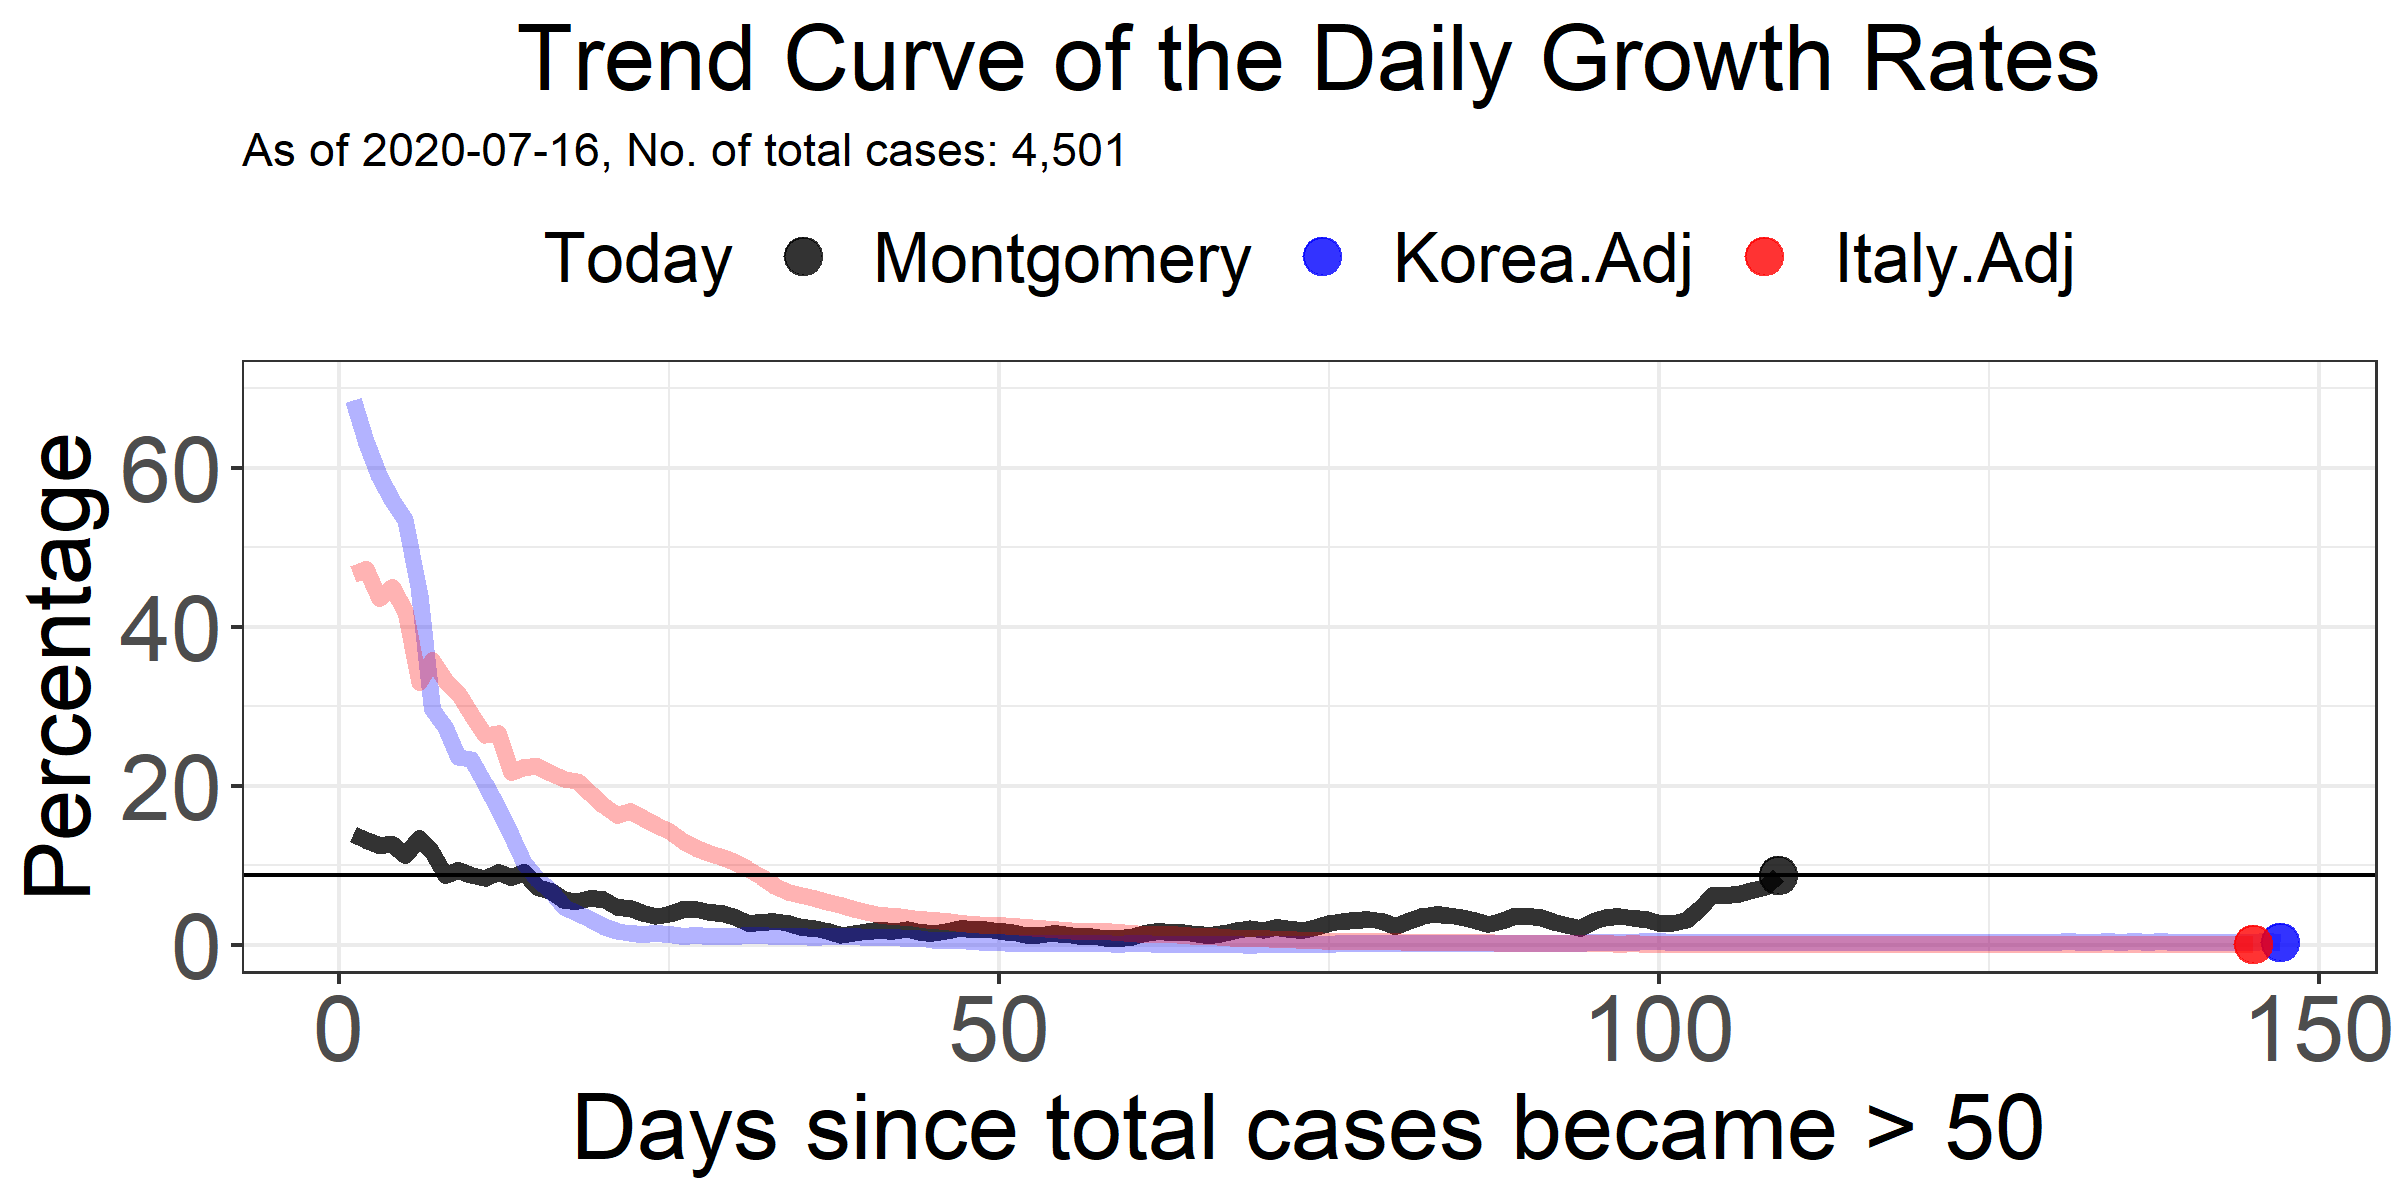 Trend Curve of the Daily Growth Rates
As of 2020-07-16, No. of total cases: 4,501
Today Montgomery Korea.Adj Italy.Adj
Percentage
60
40
20
0
0 50 100 150
Days since total cases became > 50